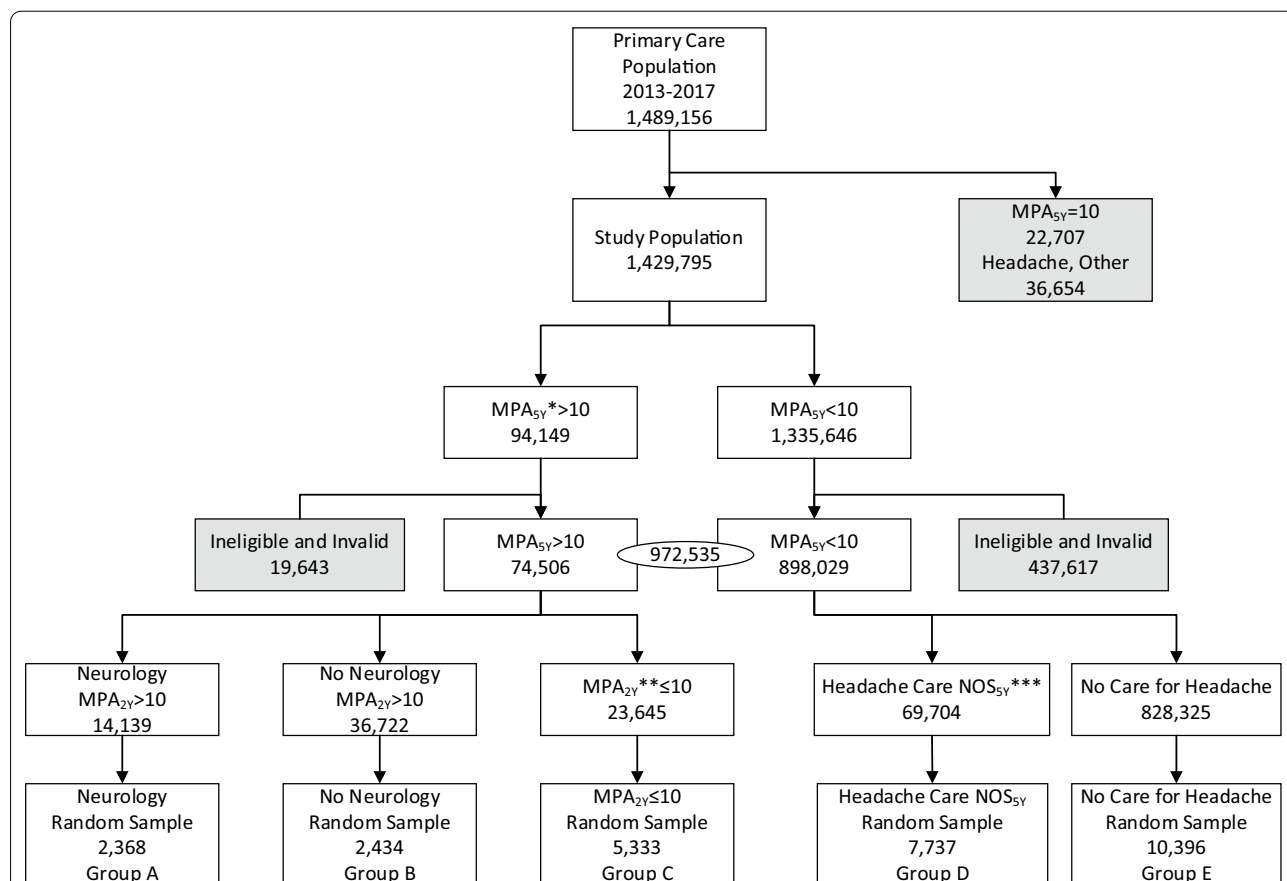 Primary Care
Population
2013-2017
1,489,156
Study Population
1,429,795
MPA₅Y=10
22,707
Headache, Other
36,654
MPA₅Y*>10
94,149
MPA₅Y<10
1,335,646
Ineligible and Invalid
19,643
MPA₅Y>10
74,506
972,535
MPA₅Y<10
898,029
Ineligible and Invalid
437,617
Neurology
MPA₂Y>10
14,139
No Neurology
MPA₂Y>10
36,722
MPA₂Y**≤10
23,645
Headache Care NOS₅Y***
69,704
No Care for Headache
828,325
Neurology
Random Sample
2,368
Group A
No Neurology
Random Sample
2,434
Group B
MPA₂Y≤10
Random Sample
5,333
Group C
Headache Care NOS₅Y
Random Sample
7,737
Group D
No Care for Headache
Random Sample
10,396
Group E